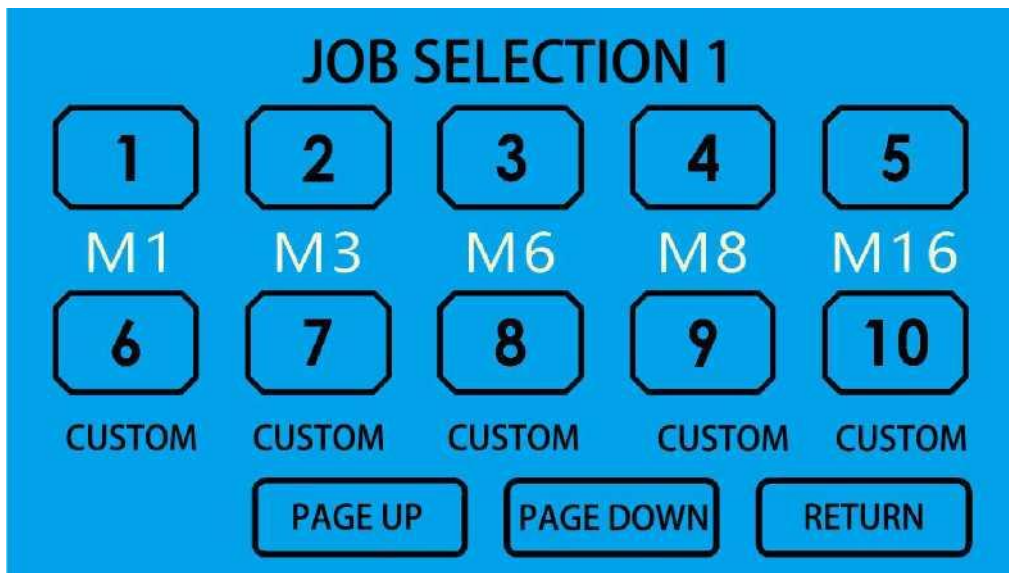 JOB SELECTION 1
1 2 3 4 5
M1 M3 M6 M8 M16
6 7 8 9 10
CUSTOM CUSTOM CUSTOM CUSTOM CUSTOM
PAGE UP PAGE DOWN RETURN